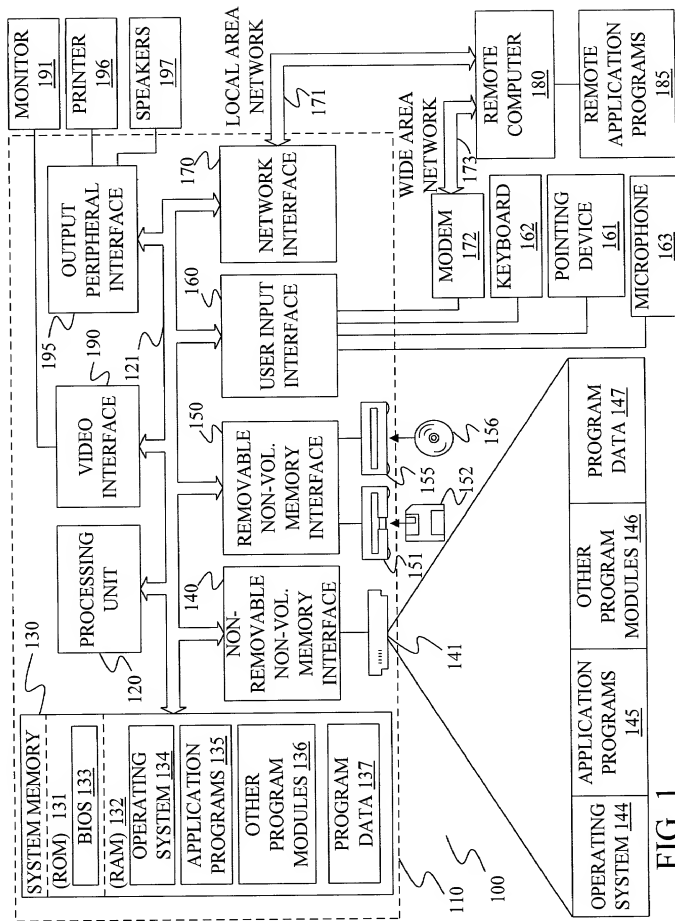 SYSTEM MEMORY
130
(ROM) 131
BIOS 133
(RAM) 132
OPERATING
SYSTEM 134
APPLICATION
PROGRAMS 135
OTHER
PROGRAM
MODULES 136
PROGRAM
DATA 137
110
100
PROCESSING
UNIT
120
VIDEO
INTERFACE
190
121
OUTPUT
PERIPHERAL
INTERFACE
195
MONITOR
191
PRINTER
196
SPEAKERS
197
NON-
REMOVABLE
NON-VOL.
MEMORY
INTERFACE
140
141
REMOVABLE
NON-VOL.
MEMORY
INTERFACE
150
151
152
155
156
USER INPUT
INTERFACE
160
NETWORK
INTERFACE
170
LOCAL AREA
NETWORK
171
WIDE AREA
NETWORK
173
MODEM
172
KEYBOARD
162
POINTING
DEVICE
161
MICROPHONE
163
REMOTE
COMPUTER
180
REMOTE
APPLICATION
PROGRAMS
185
OPERATING
SYSTEM 144
APPLICATION
PROGRAMS
145
OTHER
PROGRAM
MODULES 146
PROGRAM
DATA 147
FIG. 1